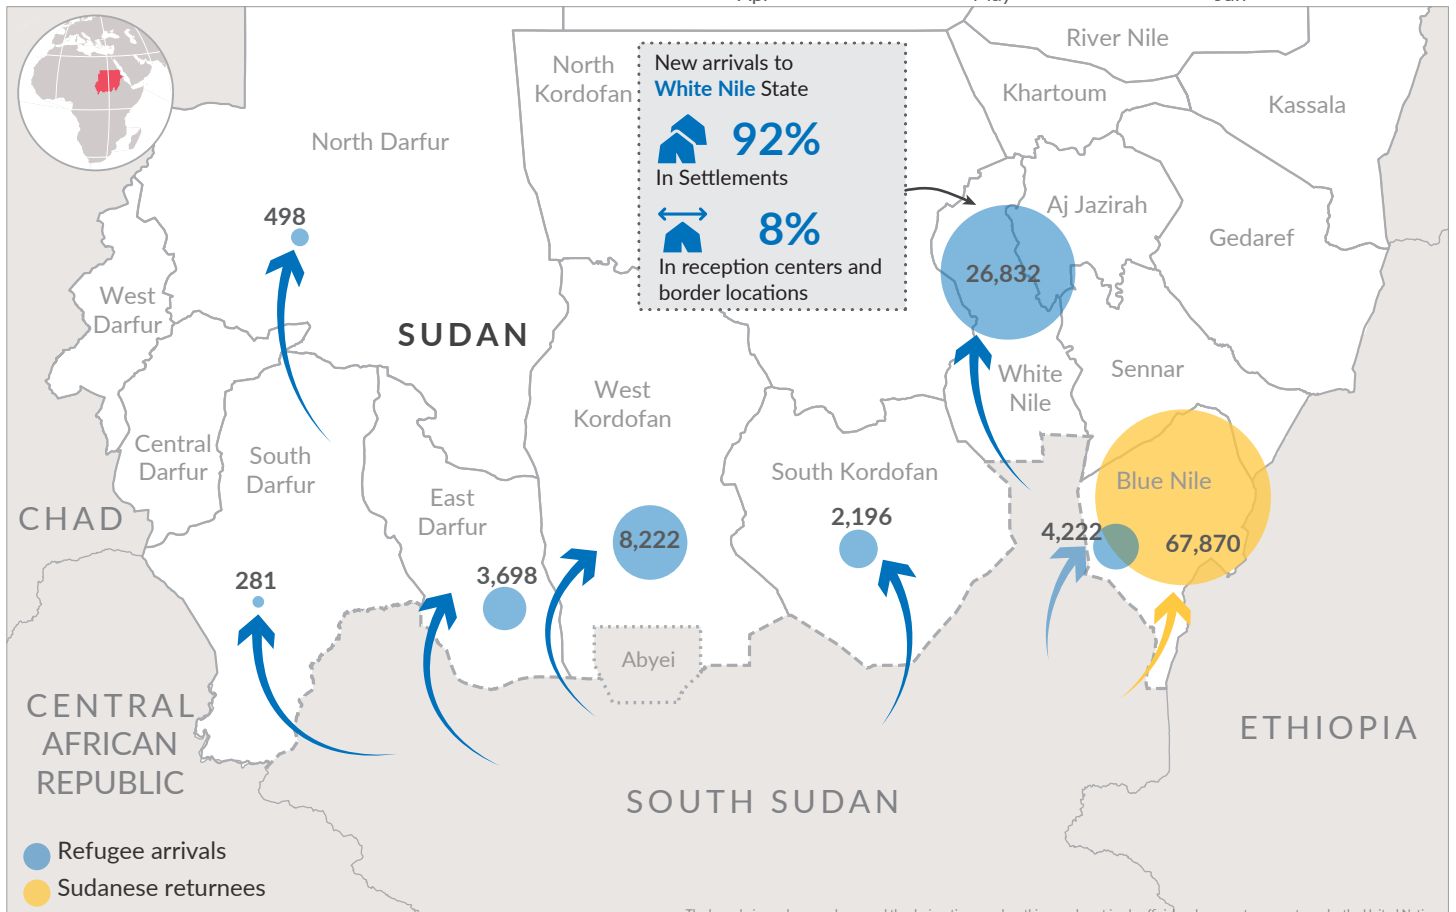 River Nile
North
Kordofan
New arrivals to
White Nile State
92%
In Settlements
8%
In reception centers and
border locations
Khartoum
Kassala
North Darfur
Aj Jazirah
498
Gedaref
26,832
West
Darfur
SUDAN
White
Nile
Sennar
West
Kordofan
Central
Darfur
South
Darfur
South Kordofan
Blue Nile
East
Darfur
CHAD
2,196
4,222
67,870
8,222
281
3,698
Abyei
CENTRAL
AFRICAN
REPUBLIC
ETHIOPIA
SOUTH SUDAN
Refugee arrivals
Sudanese returnees